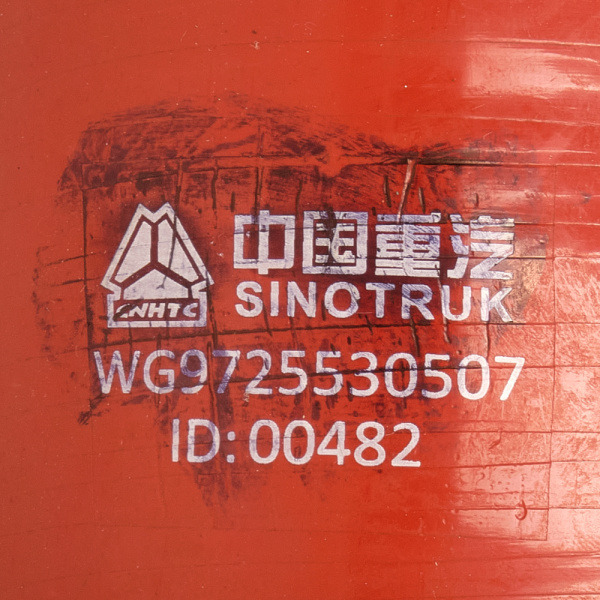 中国重汽
CNHTC
SINOTRUK
WG9725530507
ID:00482